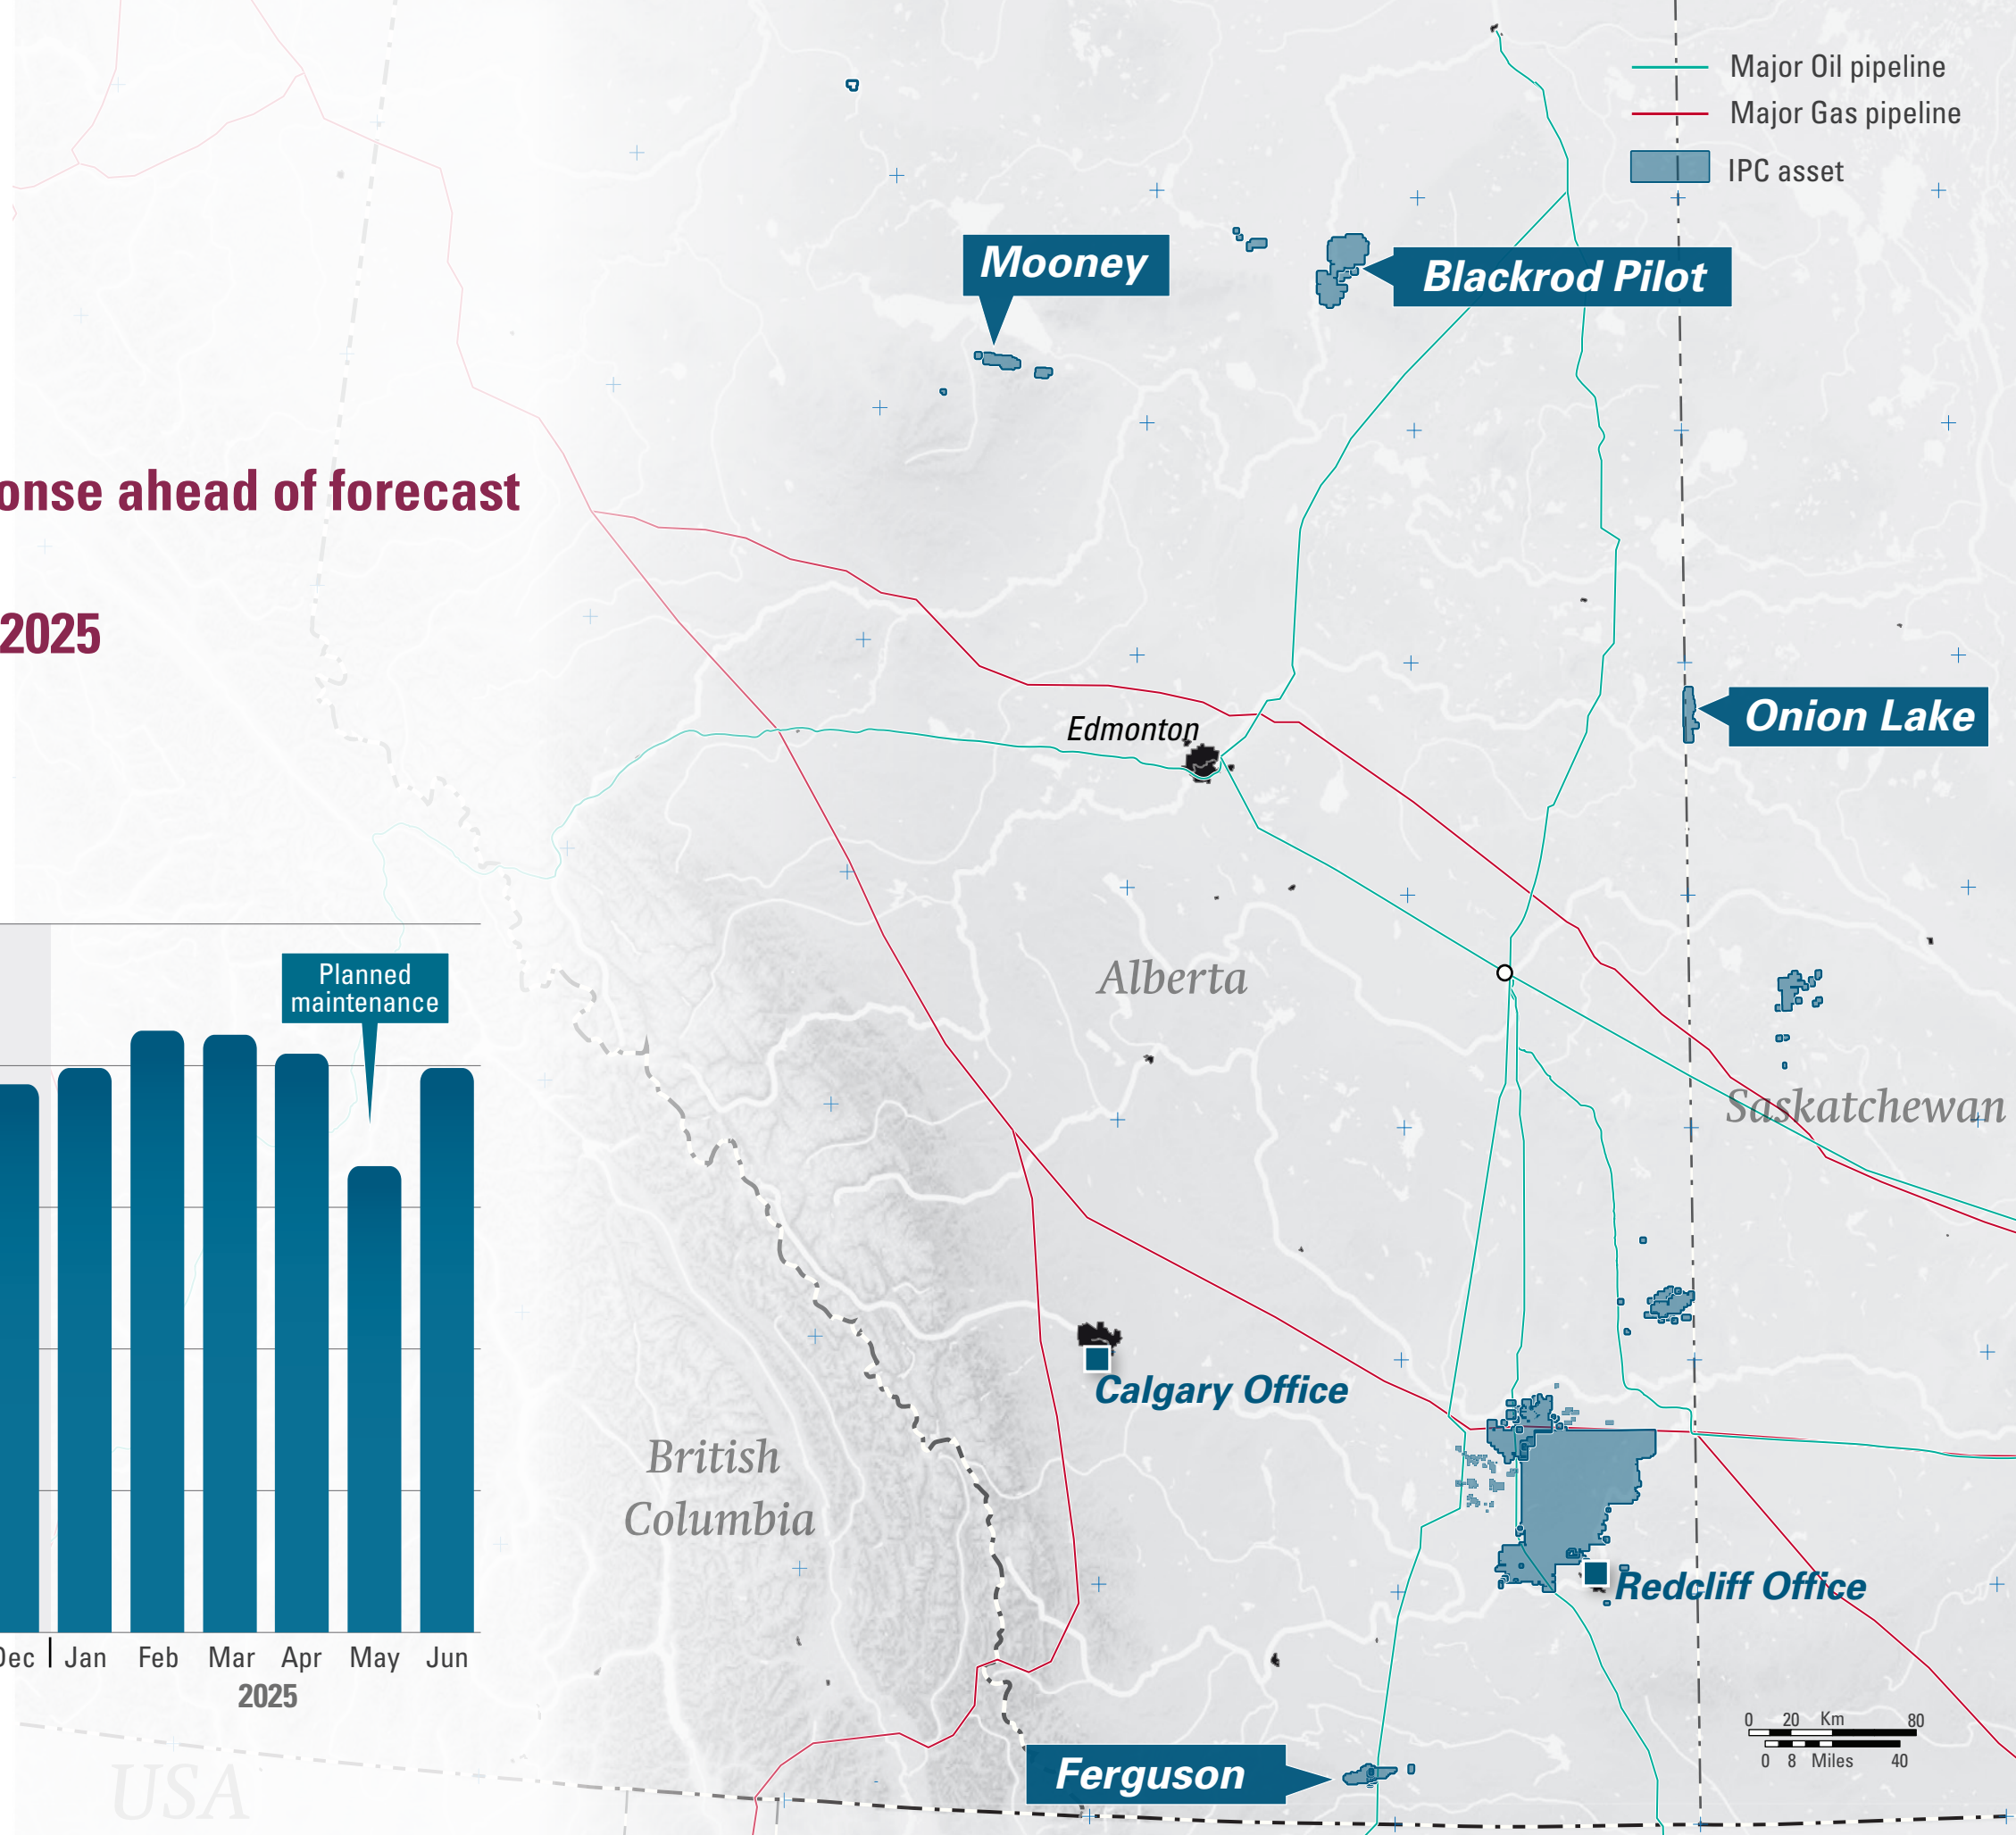 Major Oil pipeline
Major Gas pipeline
IPC asset
Mooney
Blackrod Pilot
onse ahead of forecast
2025
Onion Lake
Edmonton
Alberta
Planned
maintenance
Saskatchewan
Calgary Office
British
Columbia
Redcliff Office
Dec Jan Feb Mar Apr May Jun
2025
0 20 Km 80
0 8 Miles 40
Ferguson
USA